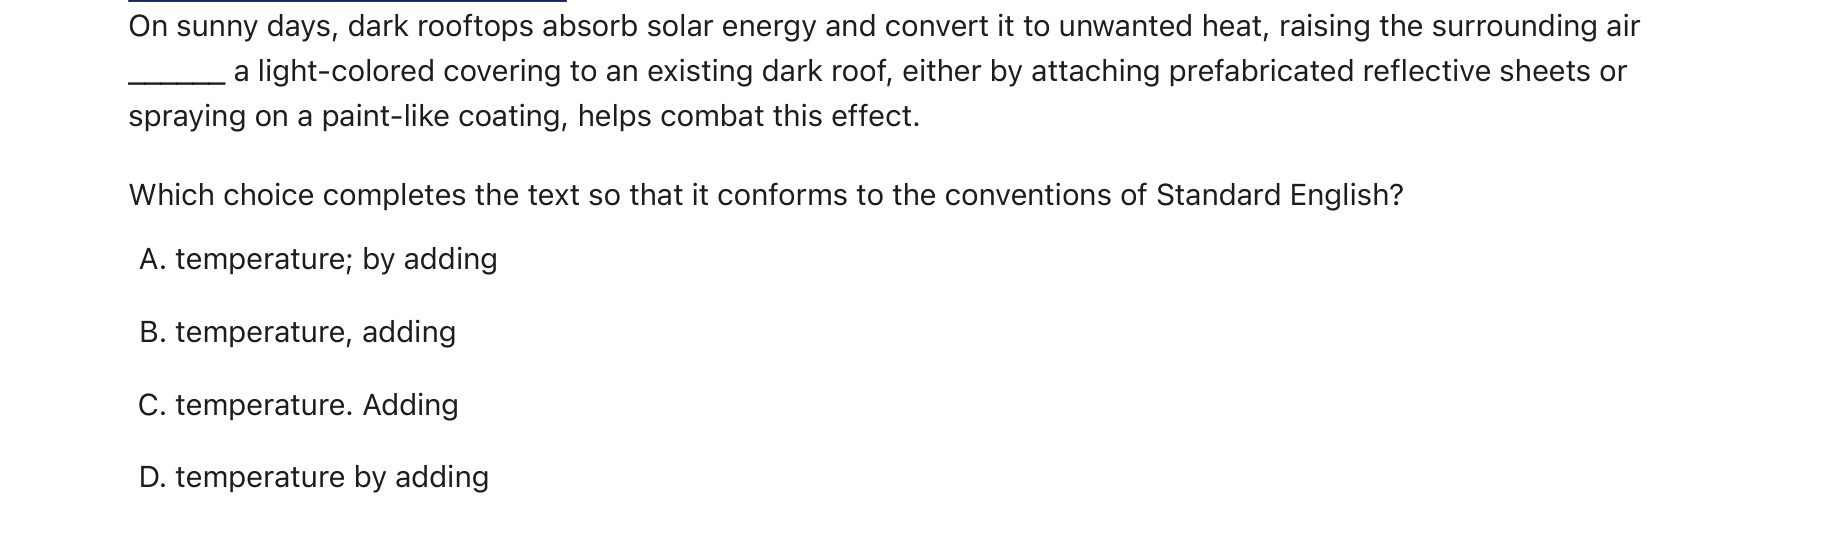 On sunny days, dark rooftops absorb solar energy and convert it to unwanted heat, raising the surrounding air
______ a light-colored covering to an existing dark roof, either by attaching prefabricated reflective sheets or
spraying on a paint-like coating, helps combat this effect.
Which choice completes the text so that it conforms to the conventions of Standard English?
A. temperature; by adding
B. temperature, adding
C. temperature. Adding
D. temperature by adding